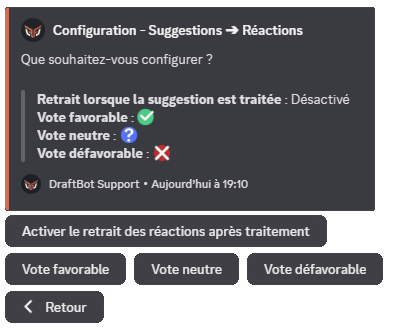 Configuration - Suggestions ➔ Réactions
Que souhaitez-vous configurer ?
Retrait lorsque la suggestion est traitée : Désactivé
Vote favorable : ✅
Vote neutre : ?
Vote défavorable : ❌
DraftBot Support • Aujourd'hui à 19:10
Activer le retrait des réactions après traitement
Vote favorable
Vote neutre
Vote défavorable
Retour